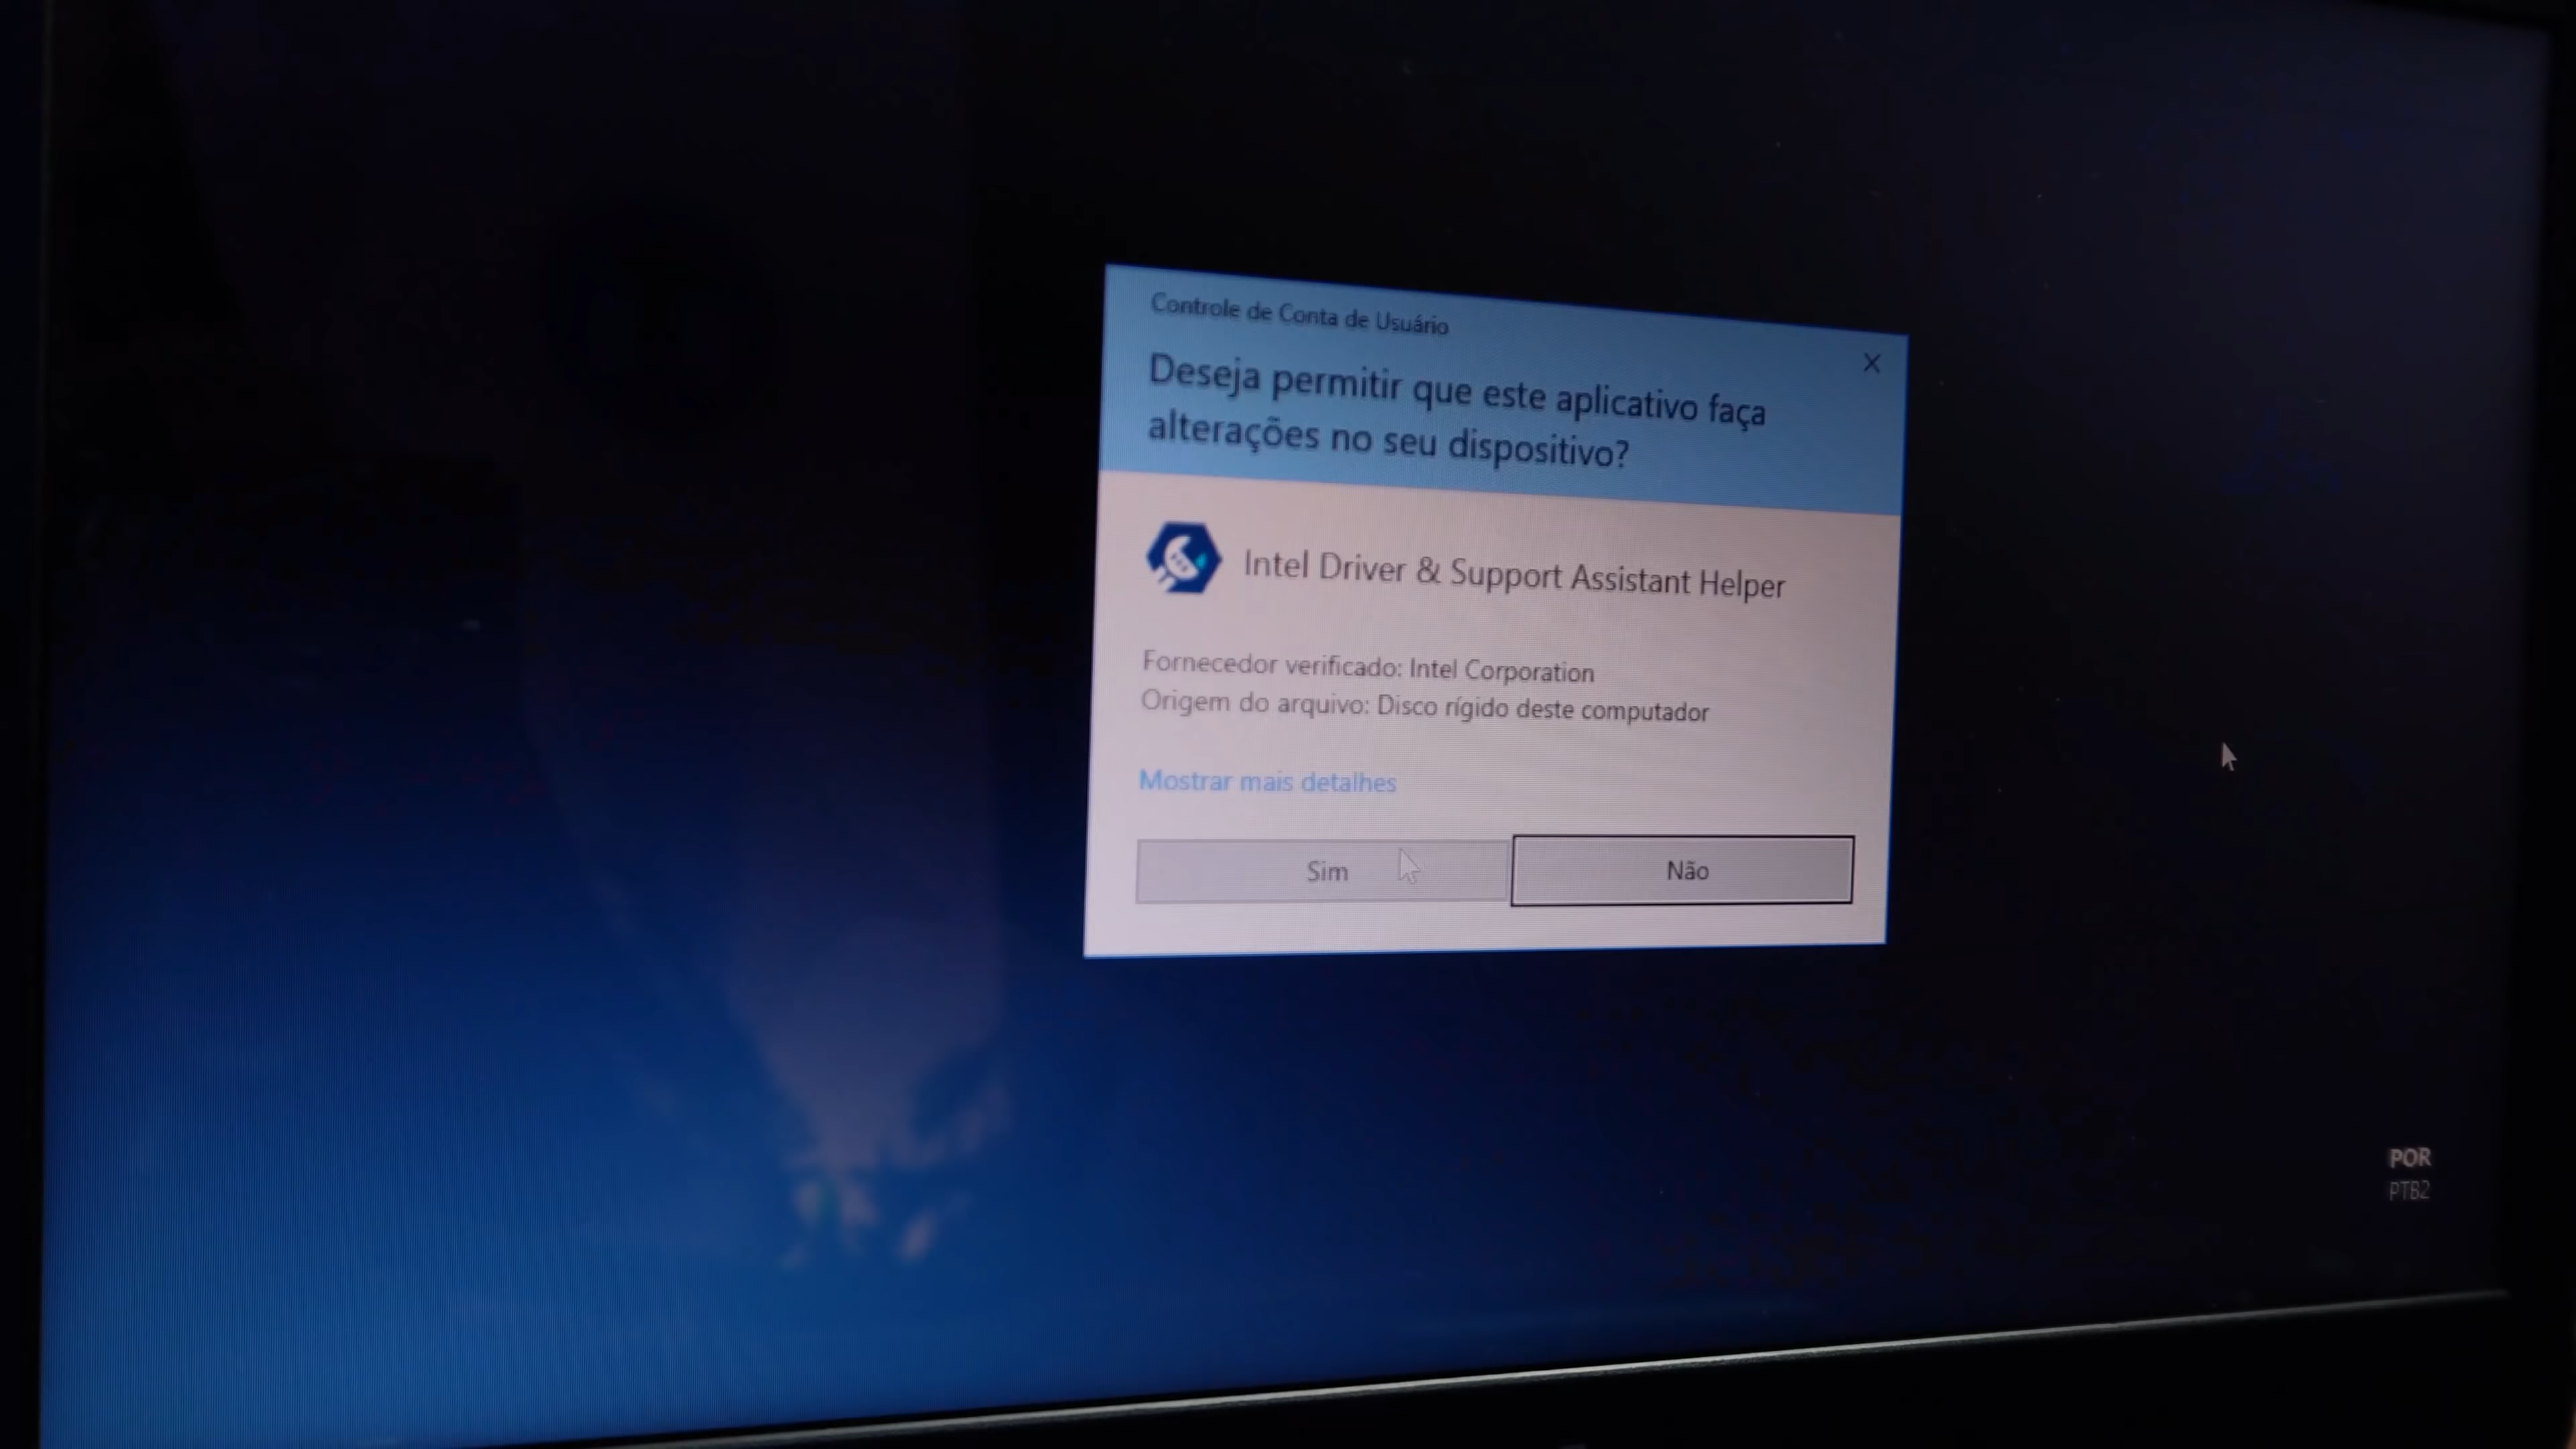 Controle de Conta de Usuário
Deseja permitir que este aplicativo faça
alterações no seu dispositivo?
Intel Driver & Support Assistant Helper
Fornecedor verificado: Intel Corporation
Origem do arquivo: Disco rígido deste computador
Mostrar mais detalhes
Sim
Não
POR
PTB2